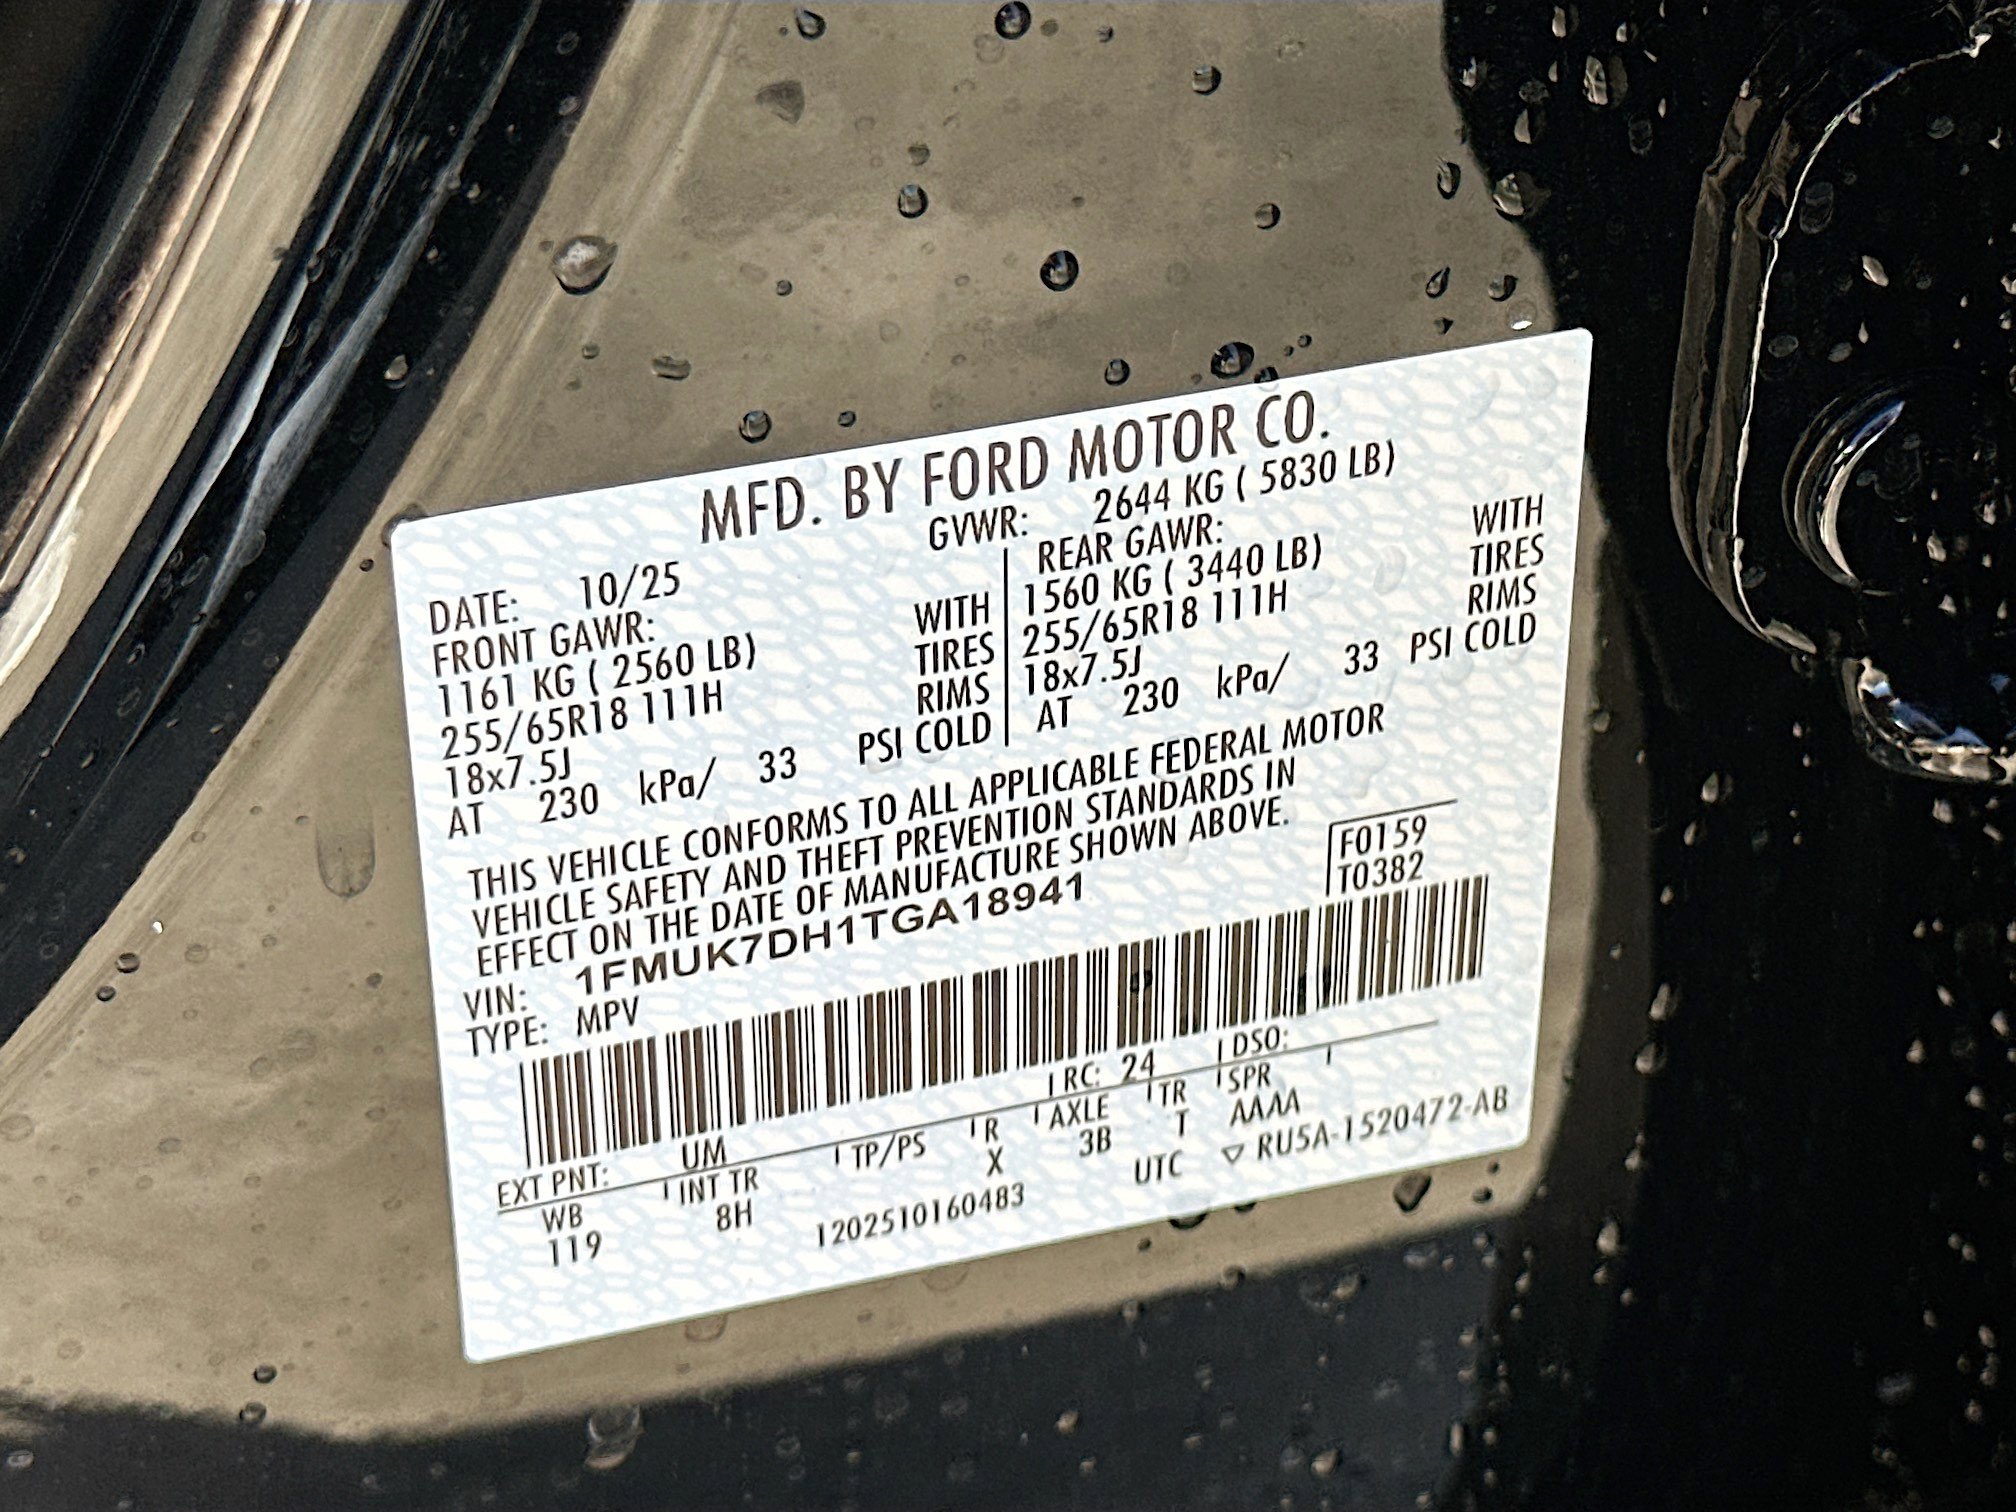 MFD. BY FORD MOTOR CO.
DATE: 10/25 GVWR: 2644 KG ( 5830 LB)
FRONT GAWR: REAR GAWR:
1161 KG ( 2560 LB) WITH 1560 KG ( 3440 LB) WITH
255/65R18 111H TIRES 255/65R18 111H TIRES
18x7.5J RIMS 18x7.5J RIMS
AT 230 kPa/ 33 PSI COLD AT 230 kPa/ 33 PSI COLD
THIS VEHICLE CONFORMS TO ALL APPLICABLE FEDERAL MOTOR
VEHICLE SAFETY AND THEFT PREVENTION STANDARDS IN
EFFECT ON THE DATE OF MANUFACTURE SHOWN ABOVE.
VIN: 1FMUK7DH1TGA18941 F0159
TYPE: MPV T0382
EXT PNT: UM RC: 24 DSO:
WB INT TR TP/PS R AXLE TR SPR
119 8H X 3B T AAAA
1202510160483 UTC ▽ RU5A-1520472-AB